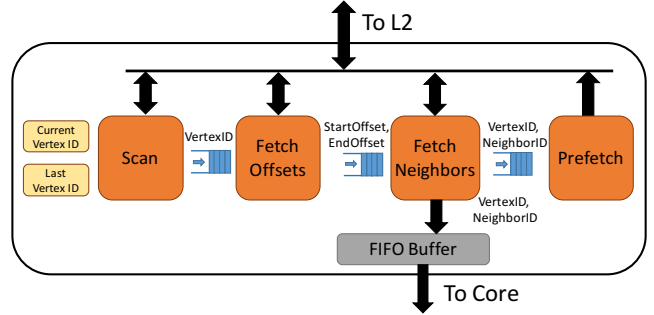 To L2
Current
Vertex ID
Last
Vertex ID
Scan
VertexID
Fetch
Offsets
StartOffset,
EndOffset
Fetch
Neighbors
VertexID,
NeighborID
Prefetch
VertexID,
NeighborID
FIFO Buffer
To Core